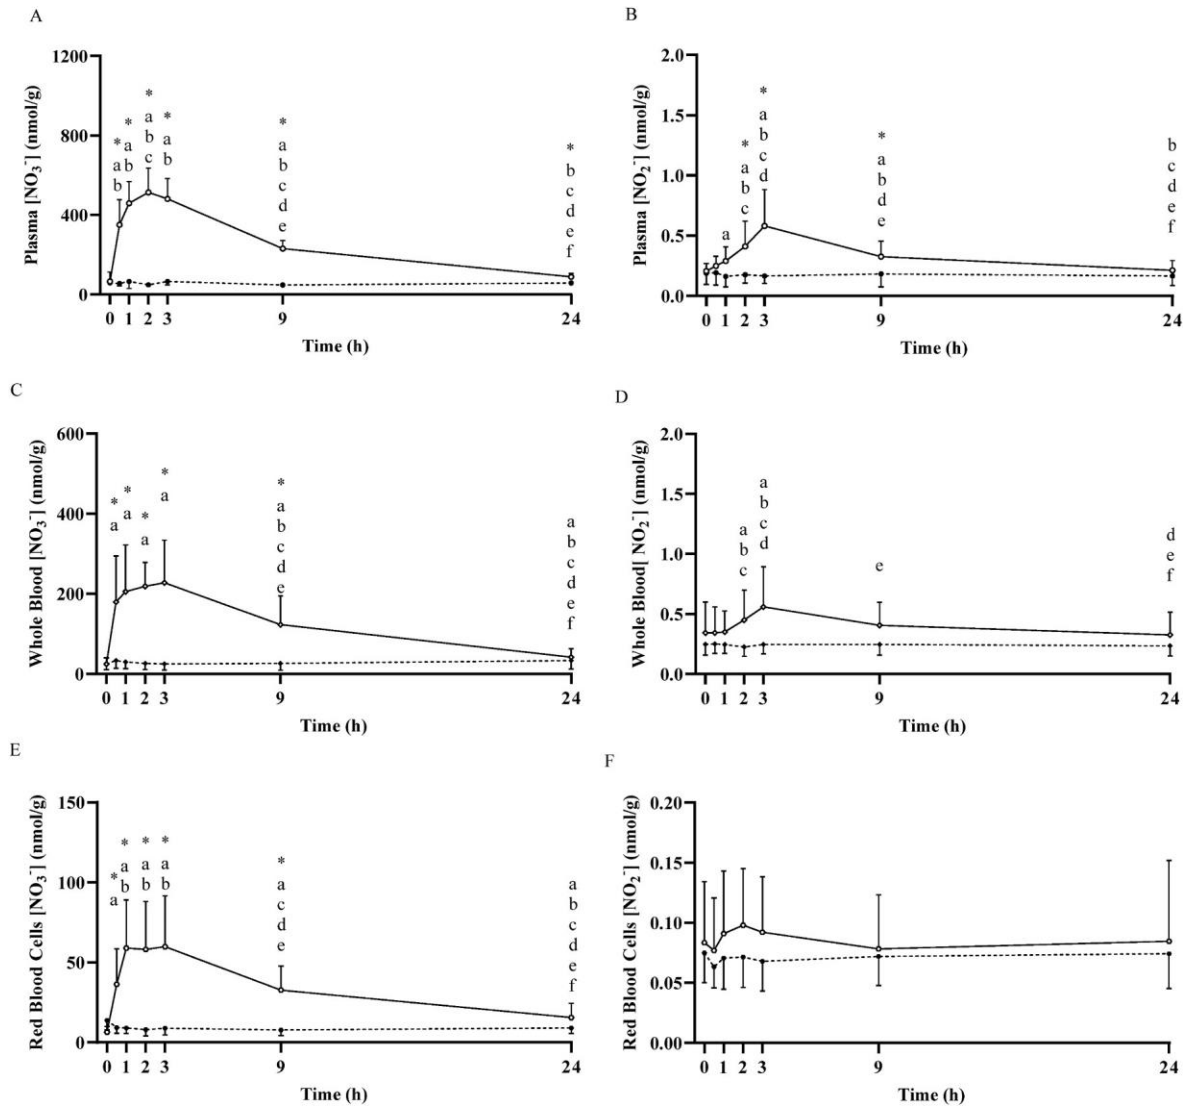 A
Plasma [NO₃⁻] (nmol/g)
1200
800
400
0
* a b
* a b
* a b c
* a b
* a b c d e
* b c d e f
0 1 2 3 9 24
Time (h)
B
Plasma [NO₂⁻] (nmol/g)
2.0
1.5
1.0
0.5
0.0
a
* a b c
* a b c d
* a b d e
b c d e f
0 1 2 3 9 24
Time (h)
C
Whole Blood [NO₃⁻] (nmol/g)
600
400
200
0
* a
* a
* a
* a
* a b c d e
a b c d e f
0 1 2 3 9 24
Time (h)
D
Whole Blood[ NO₂⁻] (nmol/g)
2.0
1.5
1.0
0.5
0.0
a b c
a b c d
e
d e f
0 1 2 3 9 24
Time (h)
E
Red Blood Cells [NO₃⁻] (nmol/g)
150
100
50
0
* a
* a b
* a b
* a b
* a c d e
a b c d e f
0 1 2 3 9 24
Time (h)
F
Red Blood Cells [NO₂⁻] (nmol/g)
0.20
0.15
0.10
0.05
0.00
0 1 2 3 9 24
Time (h)